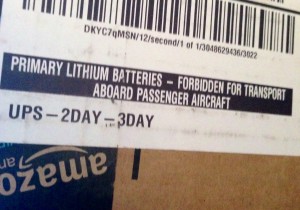 DKYC7qMSN/12/second/1 of 1/3048629436/3022
PRIMARY LITHIUM BATTERIES - FORBIDDEN FOR TRANSPORT
ABOARD PASSENGER AIRCRAFT
UPS-2DAY-3DAY
amazo